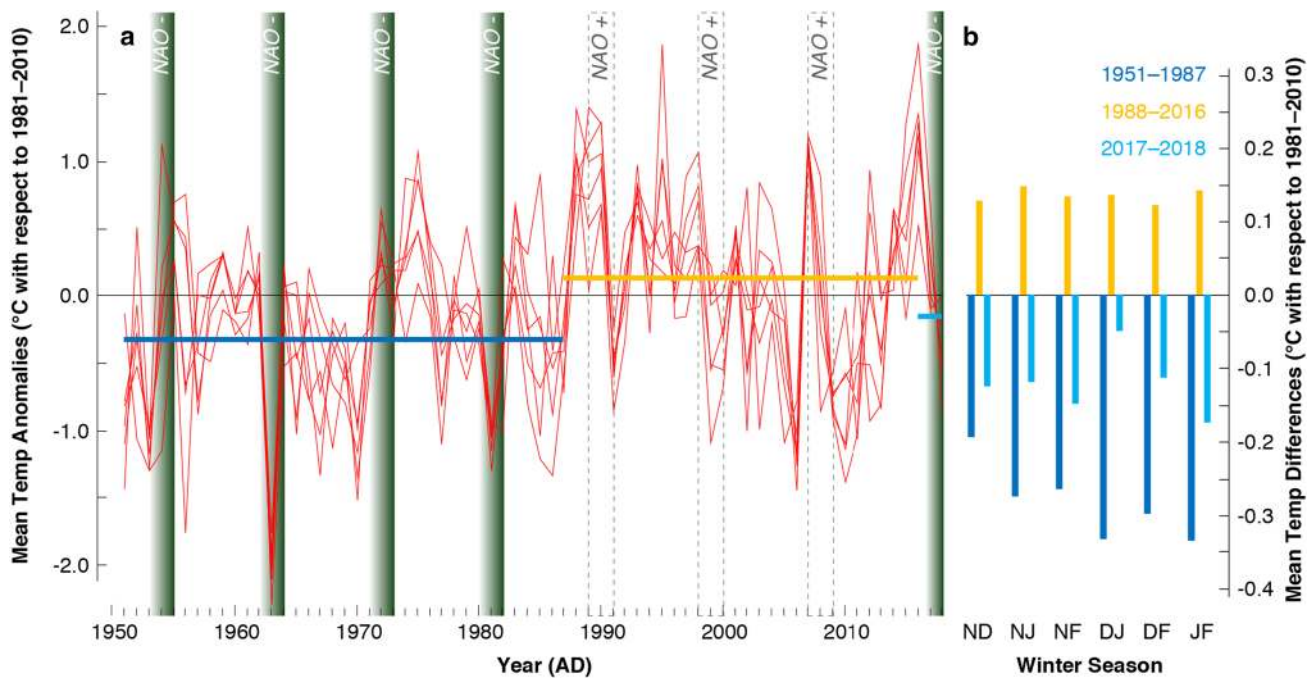 a
b
NAO -
NAO -
NAO -
NAO -
NAO +
NAO +
NAO +
NAO -
Mean Temp Anomalies (°C with respect to 1981–2010)
2.0
1.0
0.0
-1.0
-2.0
1950
1960
1970
1980
1990
2000
2010
Year (AD)
1951–1987
1988–2016
2017–2018
0.3
0.2
0.1
0.0
-0.1
-0.2
-0.3
-0.4
Mean Temp Differences (°C with respect to 1981–2010)
ND
NJ
NF
DJ
DF
JF
Winter Season